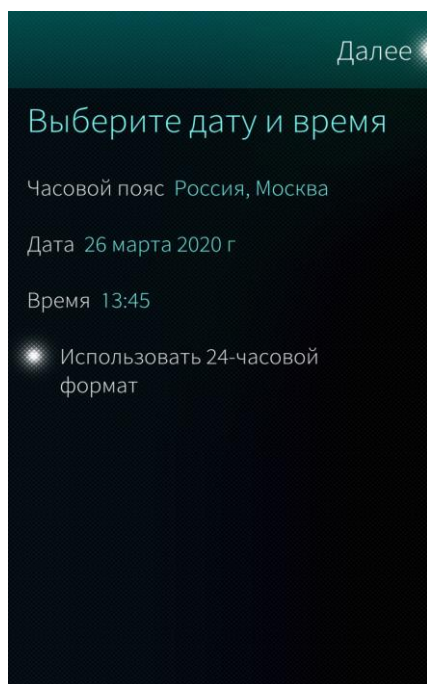 Далее
Выберите дату и время
Часовой пояс Россия, Москва
Дата 26 марта 2020 г
Время 13:45
Использовать 24-часовой
формат